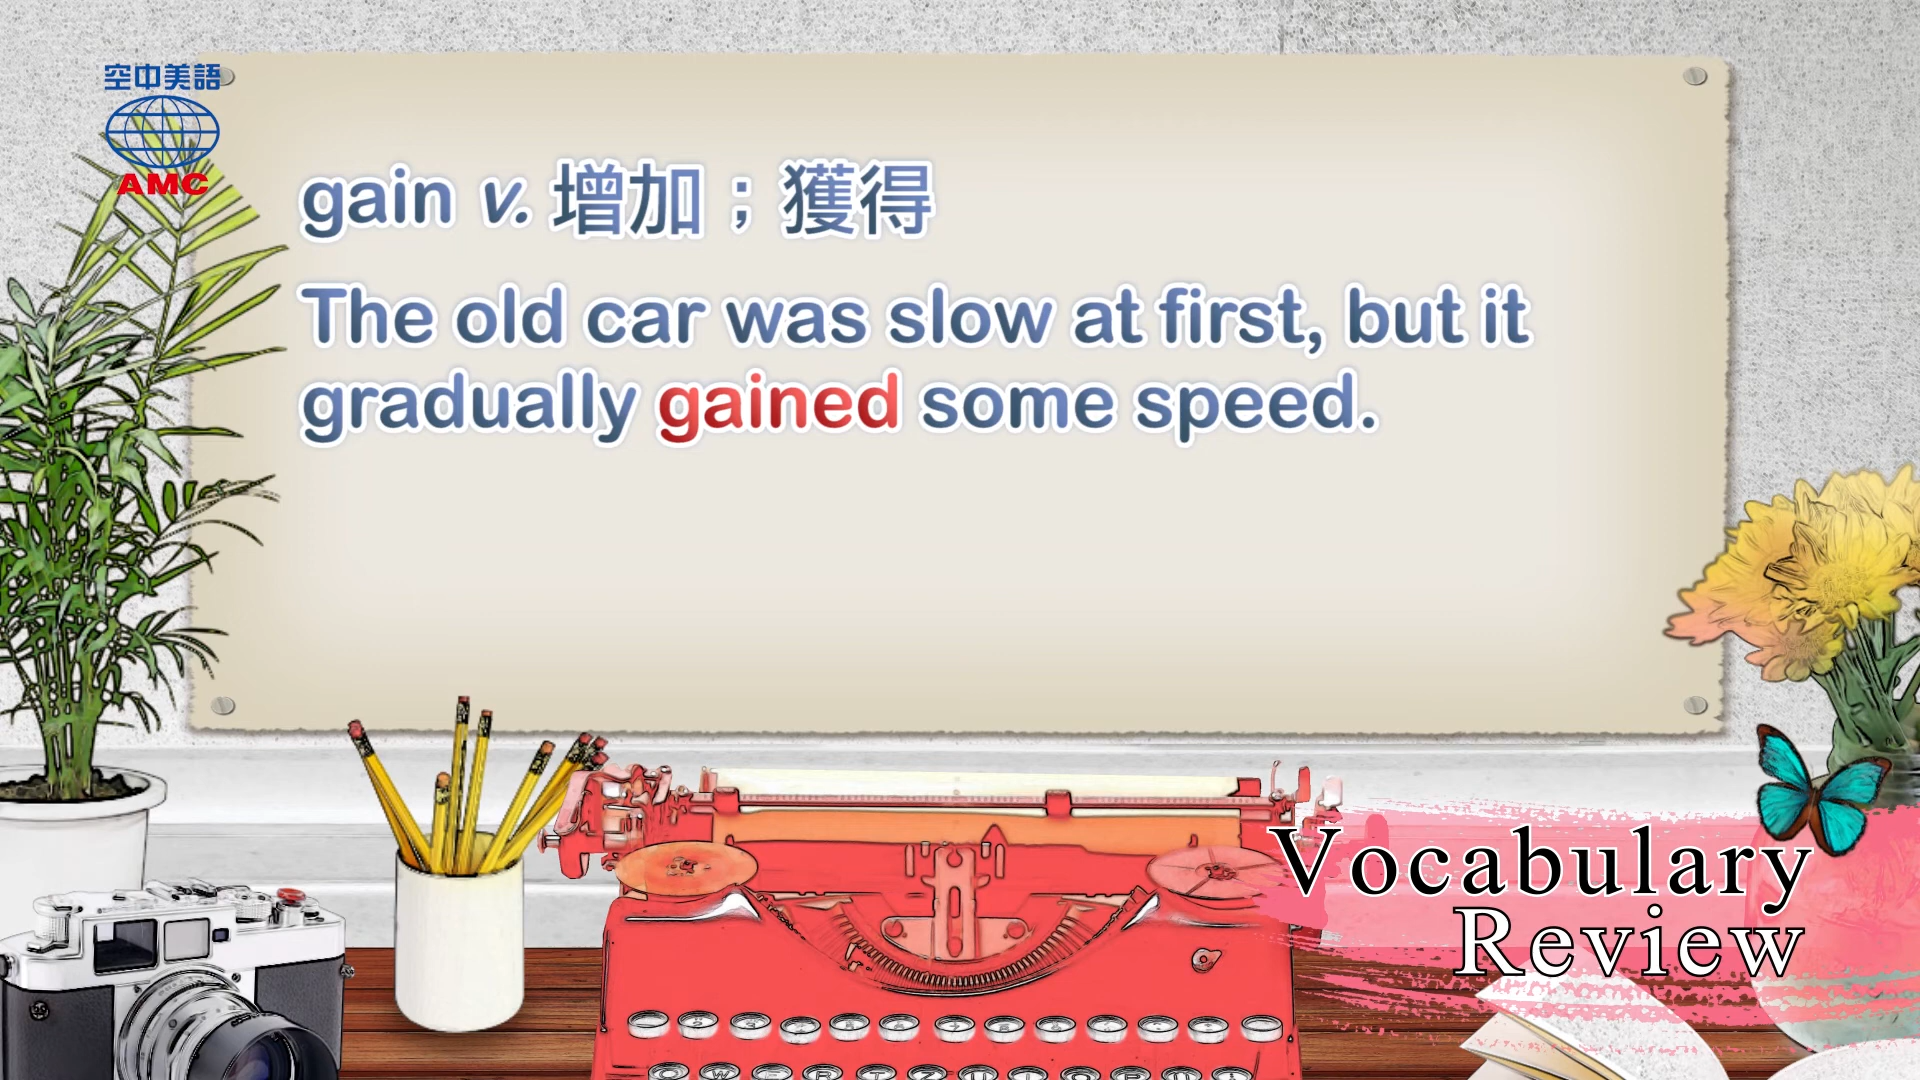 空中美語
AMC
gain v. 增加；獲得
The old car was slow at first, but it
gradually gained some speed.
Vocabulary
Review